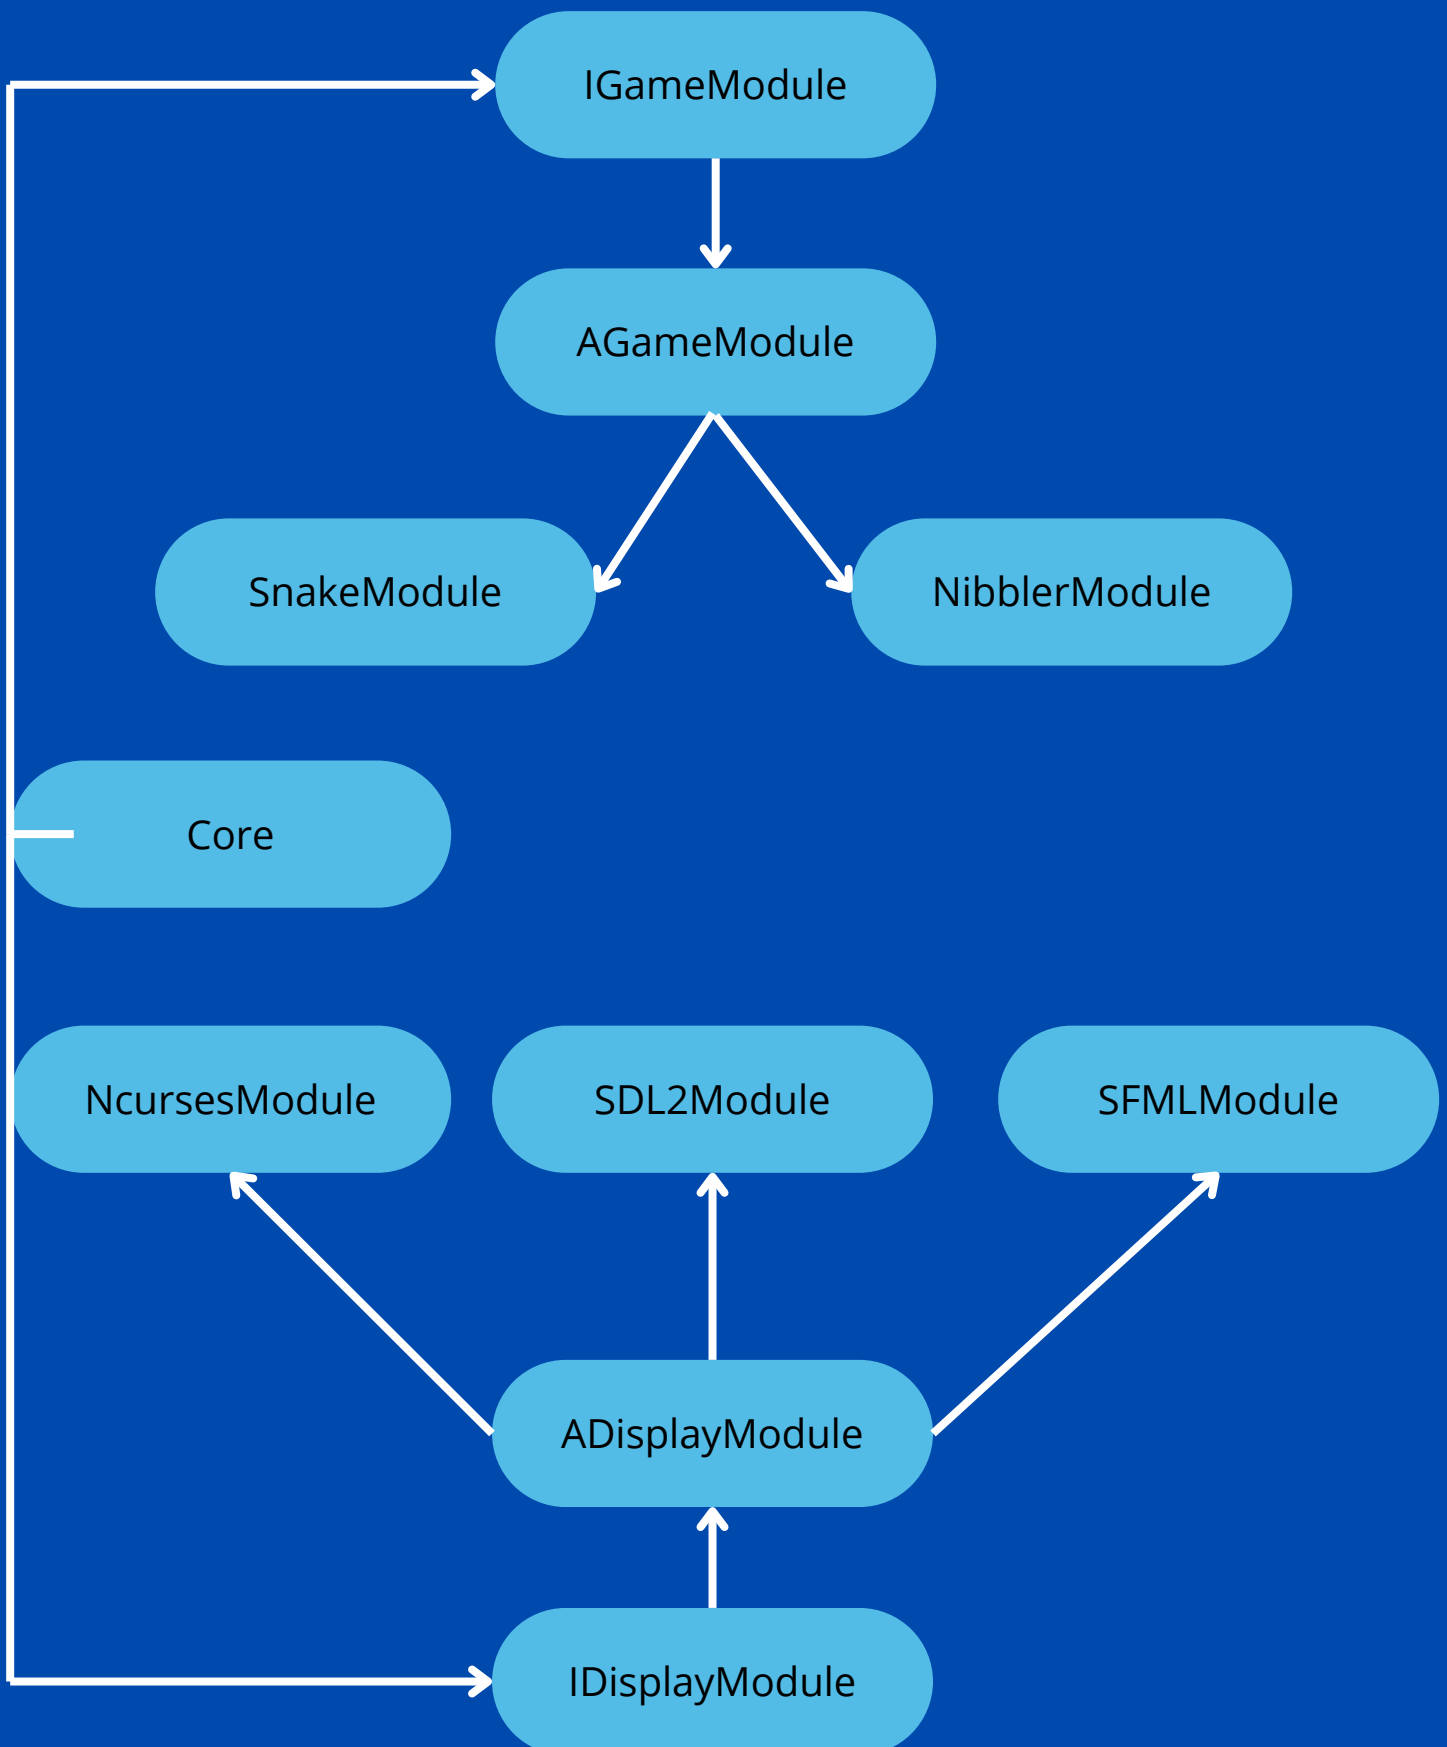 IGameModule
AGameModule
SnakeModule
NibblerModule
Core
NcursesModule
SDL2Module
SFMLModule
ADisplayModule
IDisplayModule